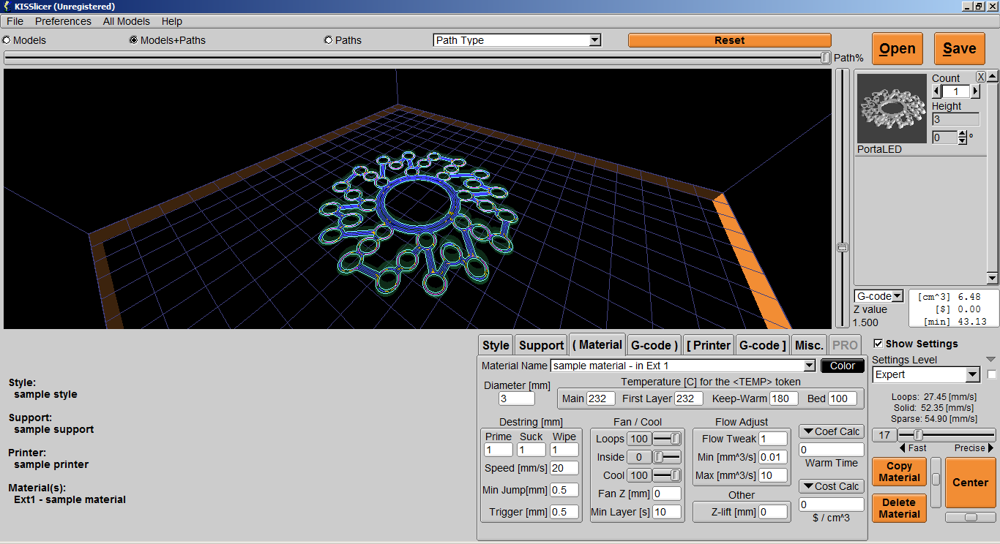 KISSlicer (Unregistered)
File Preferences All Models Help
Models Models+Paths Paths Path Type Reset
Path%
Open Save
Count X
1
Height
3
0 °
PortaLED
G-code
Z value
1.500
[cm^3] 6.48
[$] 0.00
[min] 43.13
Style Support ( Material G-code ) [ Printer G-code ] Misc. PRO
Show Settings
Material Name sample material - in Ext 1 Color
Settings Level
Expert
Diameter [mm]
3
Temperature [C] for the <TEMP> token
Main 232 First Layer 232 Keep-Warm 180 Bed 100
Style:
sample style
Support:
sample support
Printer:
sample printer
Material(s):
Ext1 - sample material
Destring [mm]
Prime Suck Wipe
1 1 1
Speed [mm/s] 20
Min Jump[mm] 0.5
Trigger [mm] 0.5
Fan / Cool
Loops 100
Inside 0
Cool 100
Fan Z [mm] 0
Min Layer [s] 10
Flow Adjust
Flow Tweak 1
Min [mm^3/s] 0.01
Max [mm^3/s] 10
Other
Z-lift [mm] 0
Coef Calc
0
Warm Time
Cost Calc
0
$ / cm^3
Loops: 27.45 [mm/s]
Solid: 52.35 [mm/s]
Sparse: 54.90 [mm/s]
17
Fast Precise
Copy
Material
Delete
Material
Center